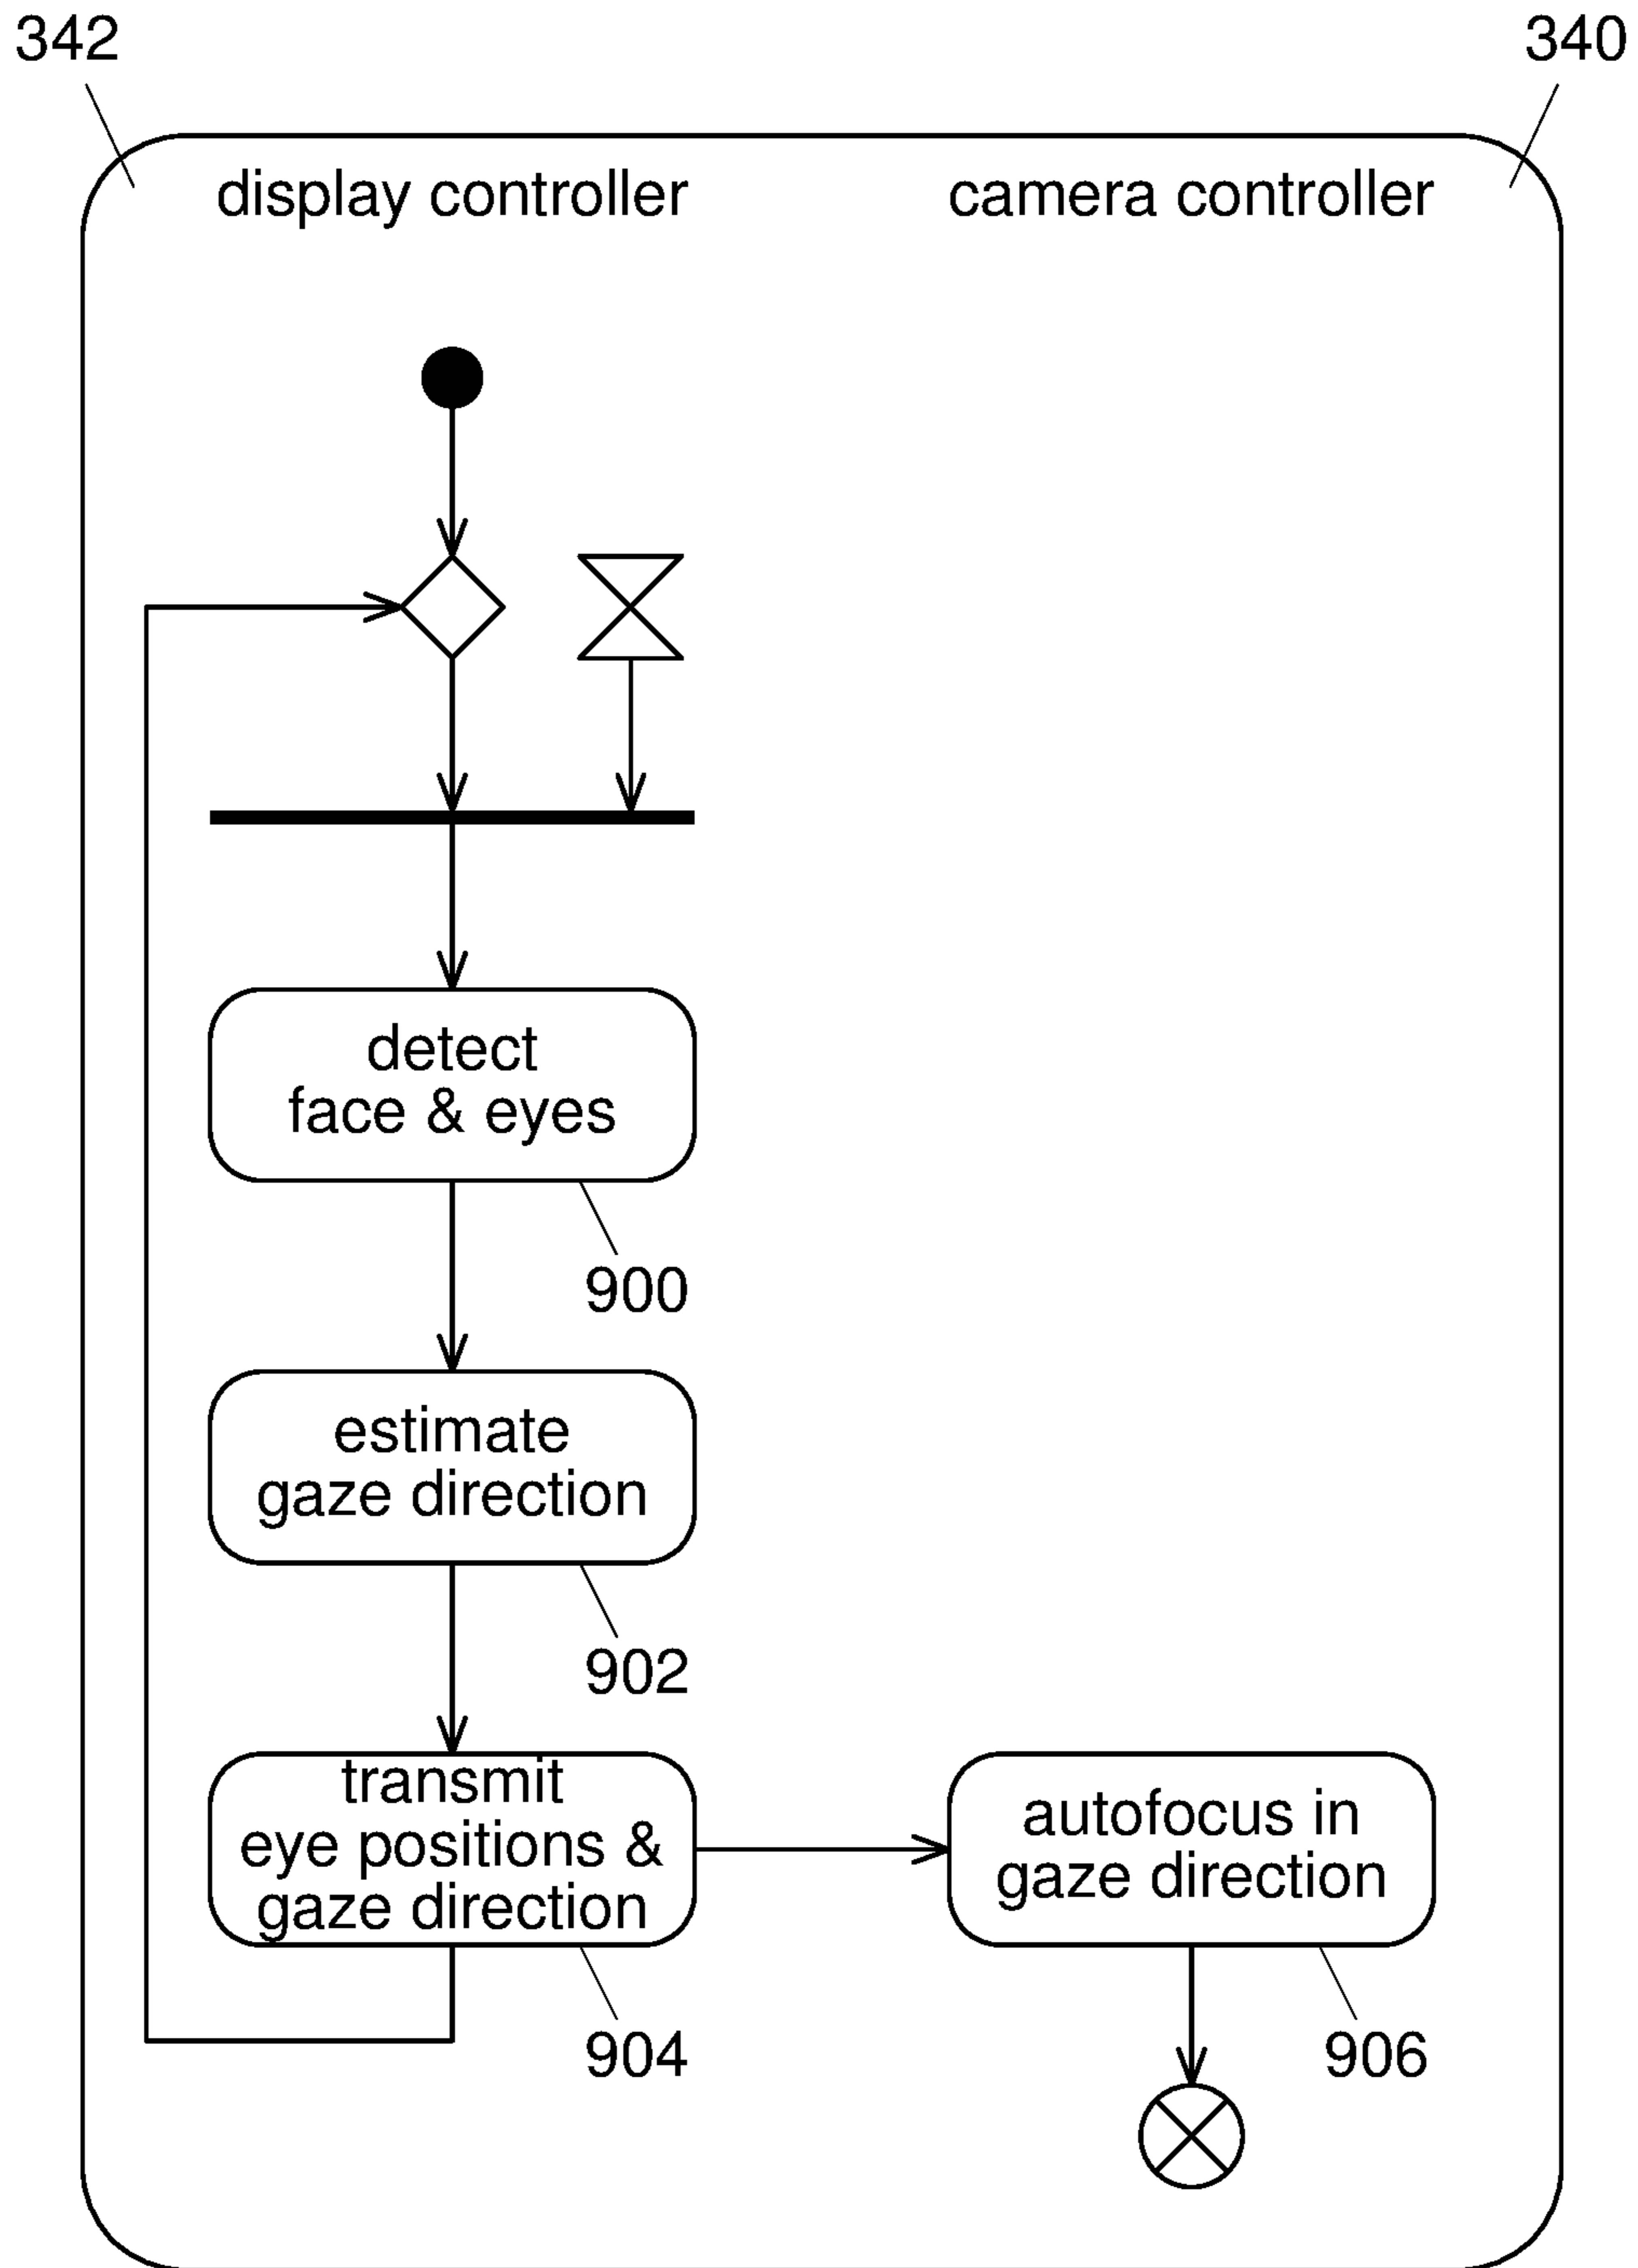 342
340
display controller
camera controller
detect
face & eyes
900
estimate
gaze direction
902
transmit
eye positions &
gaze direction
904
autofocus in
gaze direction
906